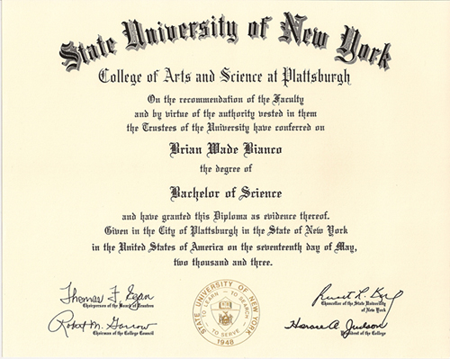 State University of New York
College of Arts and Science at Plattsburgh
On the recommendation of the Faculty
and by virtue of the authority vested in them
the Trustees of the University have conferred on
Brian Wade Bianco
the degree of
Bachelor of Science
and have granted this Diploma as evidence thereof.
Given in the City of Plattsburgh in the State of New York
in the United States of America on the seventeenth day of May,
two thousand and three.
Thomas F. Egan
Chairperson of the Board of Trustees
Robert M. Garrow
Chairman of the College Council
STATE UNIVERSITY OF NEW YORK
TO LEARN - TO SEARCH
TO SERVE
1948
Robert L. King
Chancellor of the State University
of New York
Horace A. Judson
President of the College